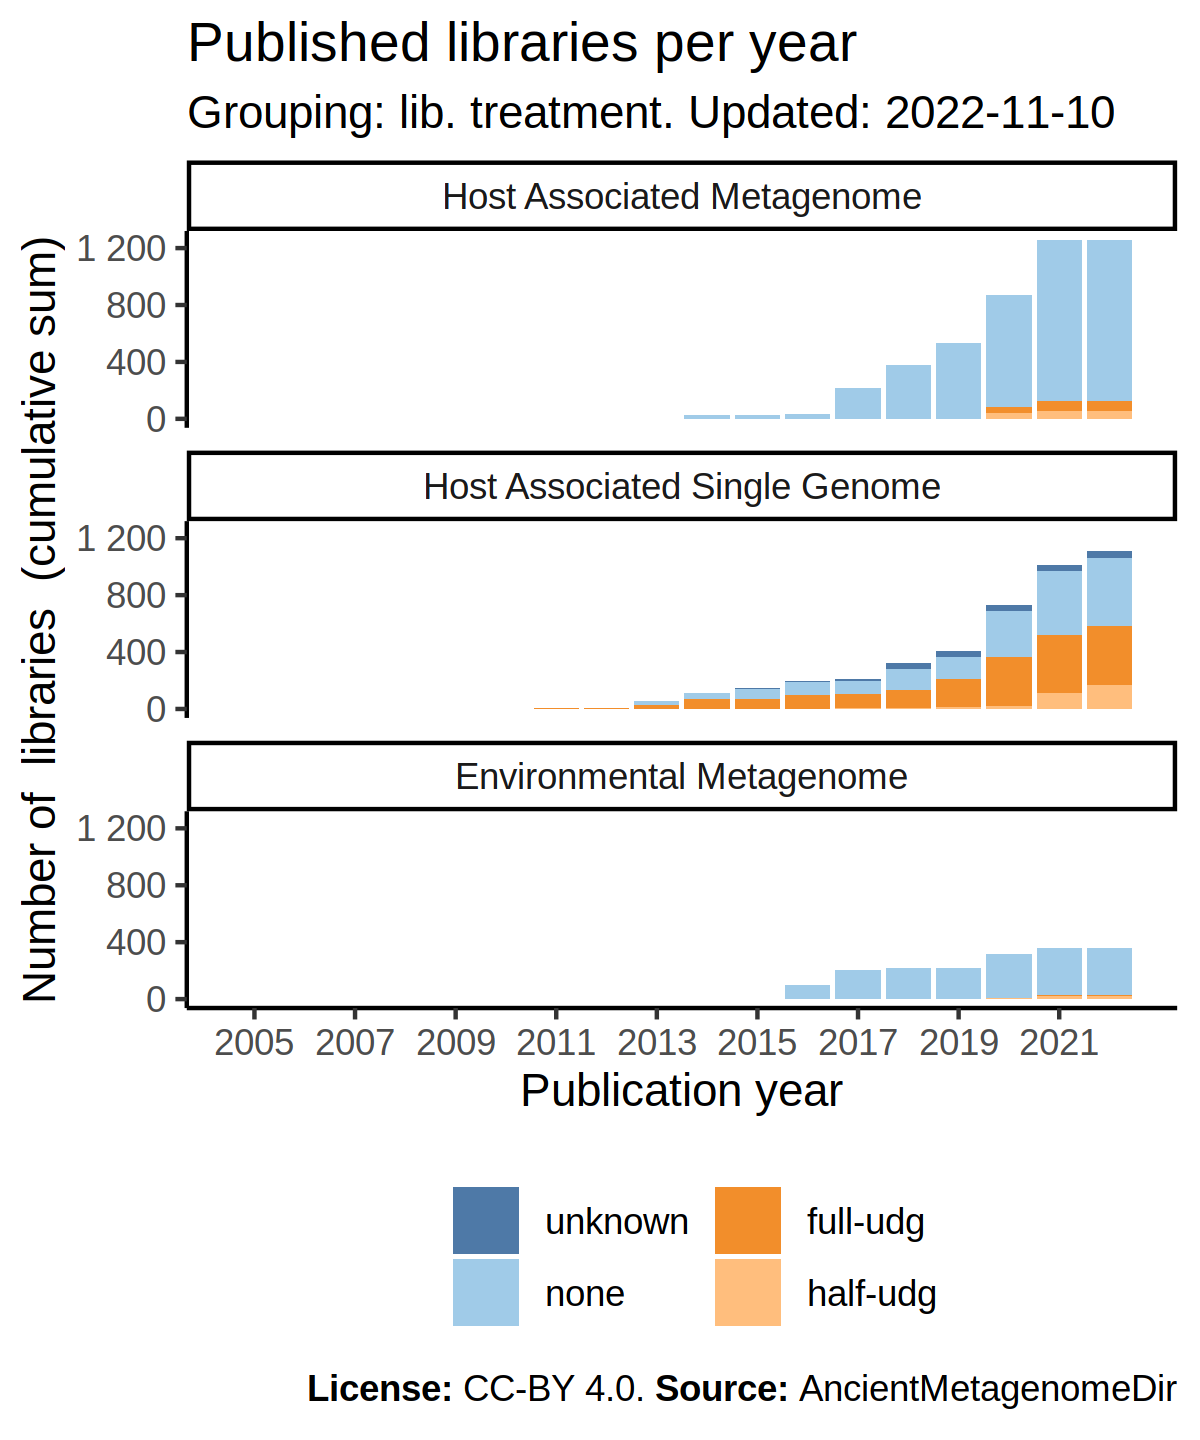 Published libraries per year
Grouping: lib. treatment. Updated: 2022-11-10
Host Associated Metagenome
1 200
800
400
0
Host Associated Single Genome
1 200
800
400
0
Environmental Metagenome
1 200
800
400
0
Number of libraries (cumulative sum)
2005 2007 2009 2011 2013 2015 2017 2019 2021
Publication year
unknown full-udg
none half-udg
License: CC-BY 4.0. Source: AncientMetagenomeDir